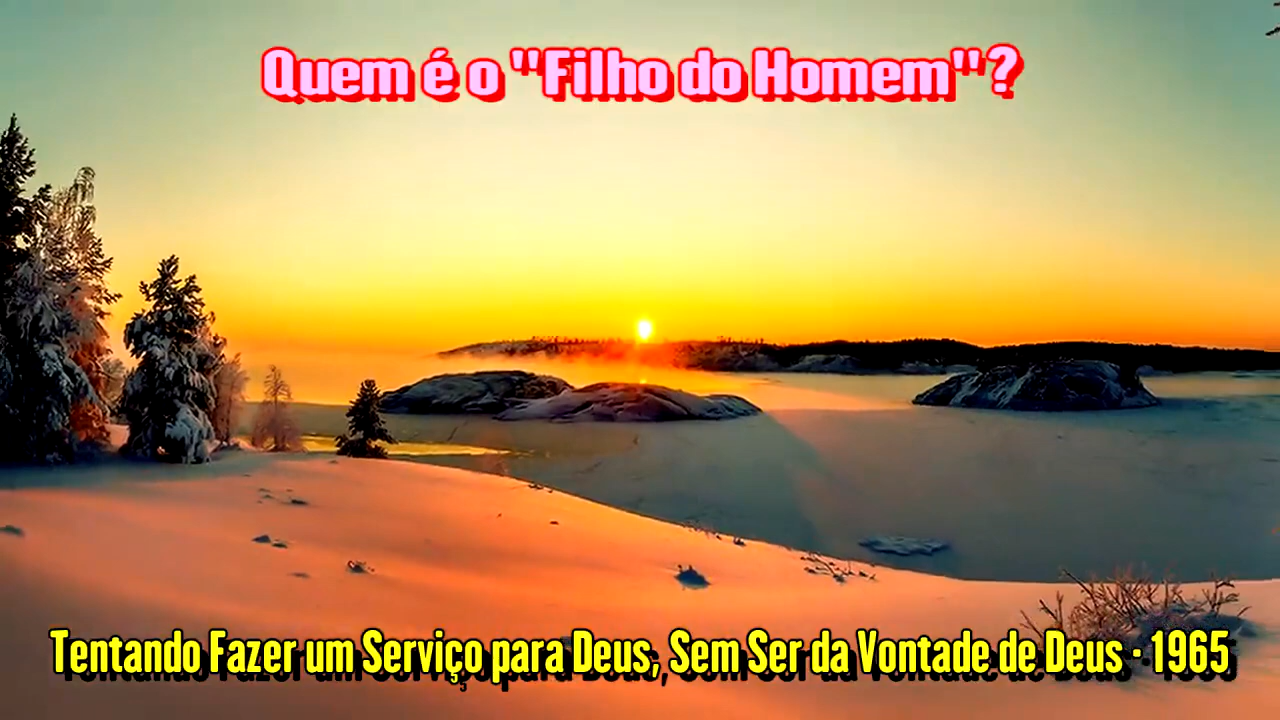 Quem é o "Filho do Homem"?
Tentando Fazer um Serviço para Deus, Sem Ser da Vontade de Deus · 1965